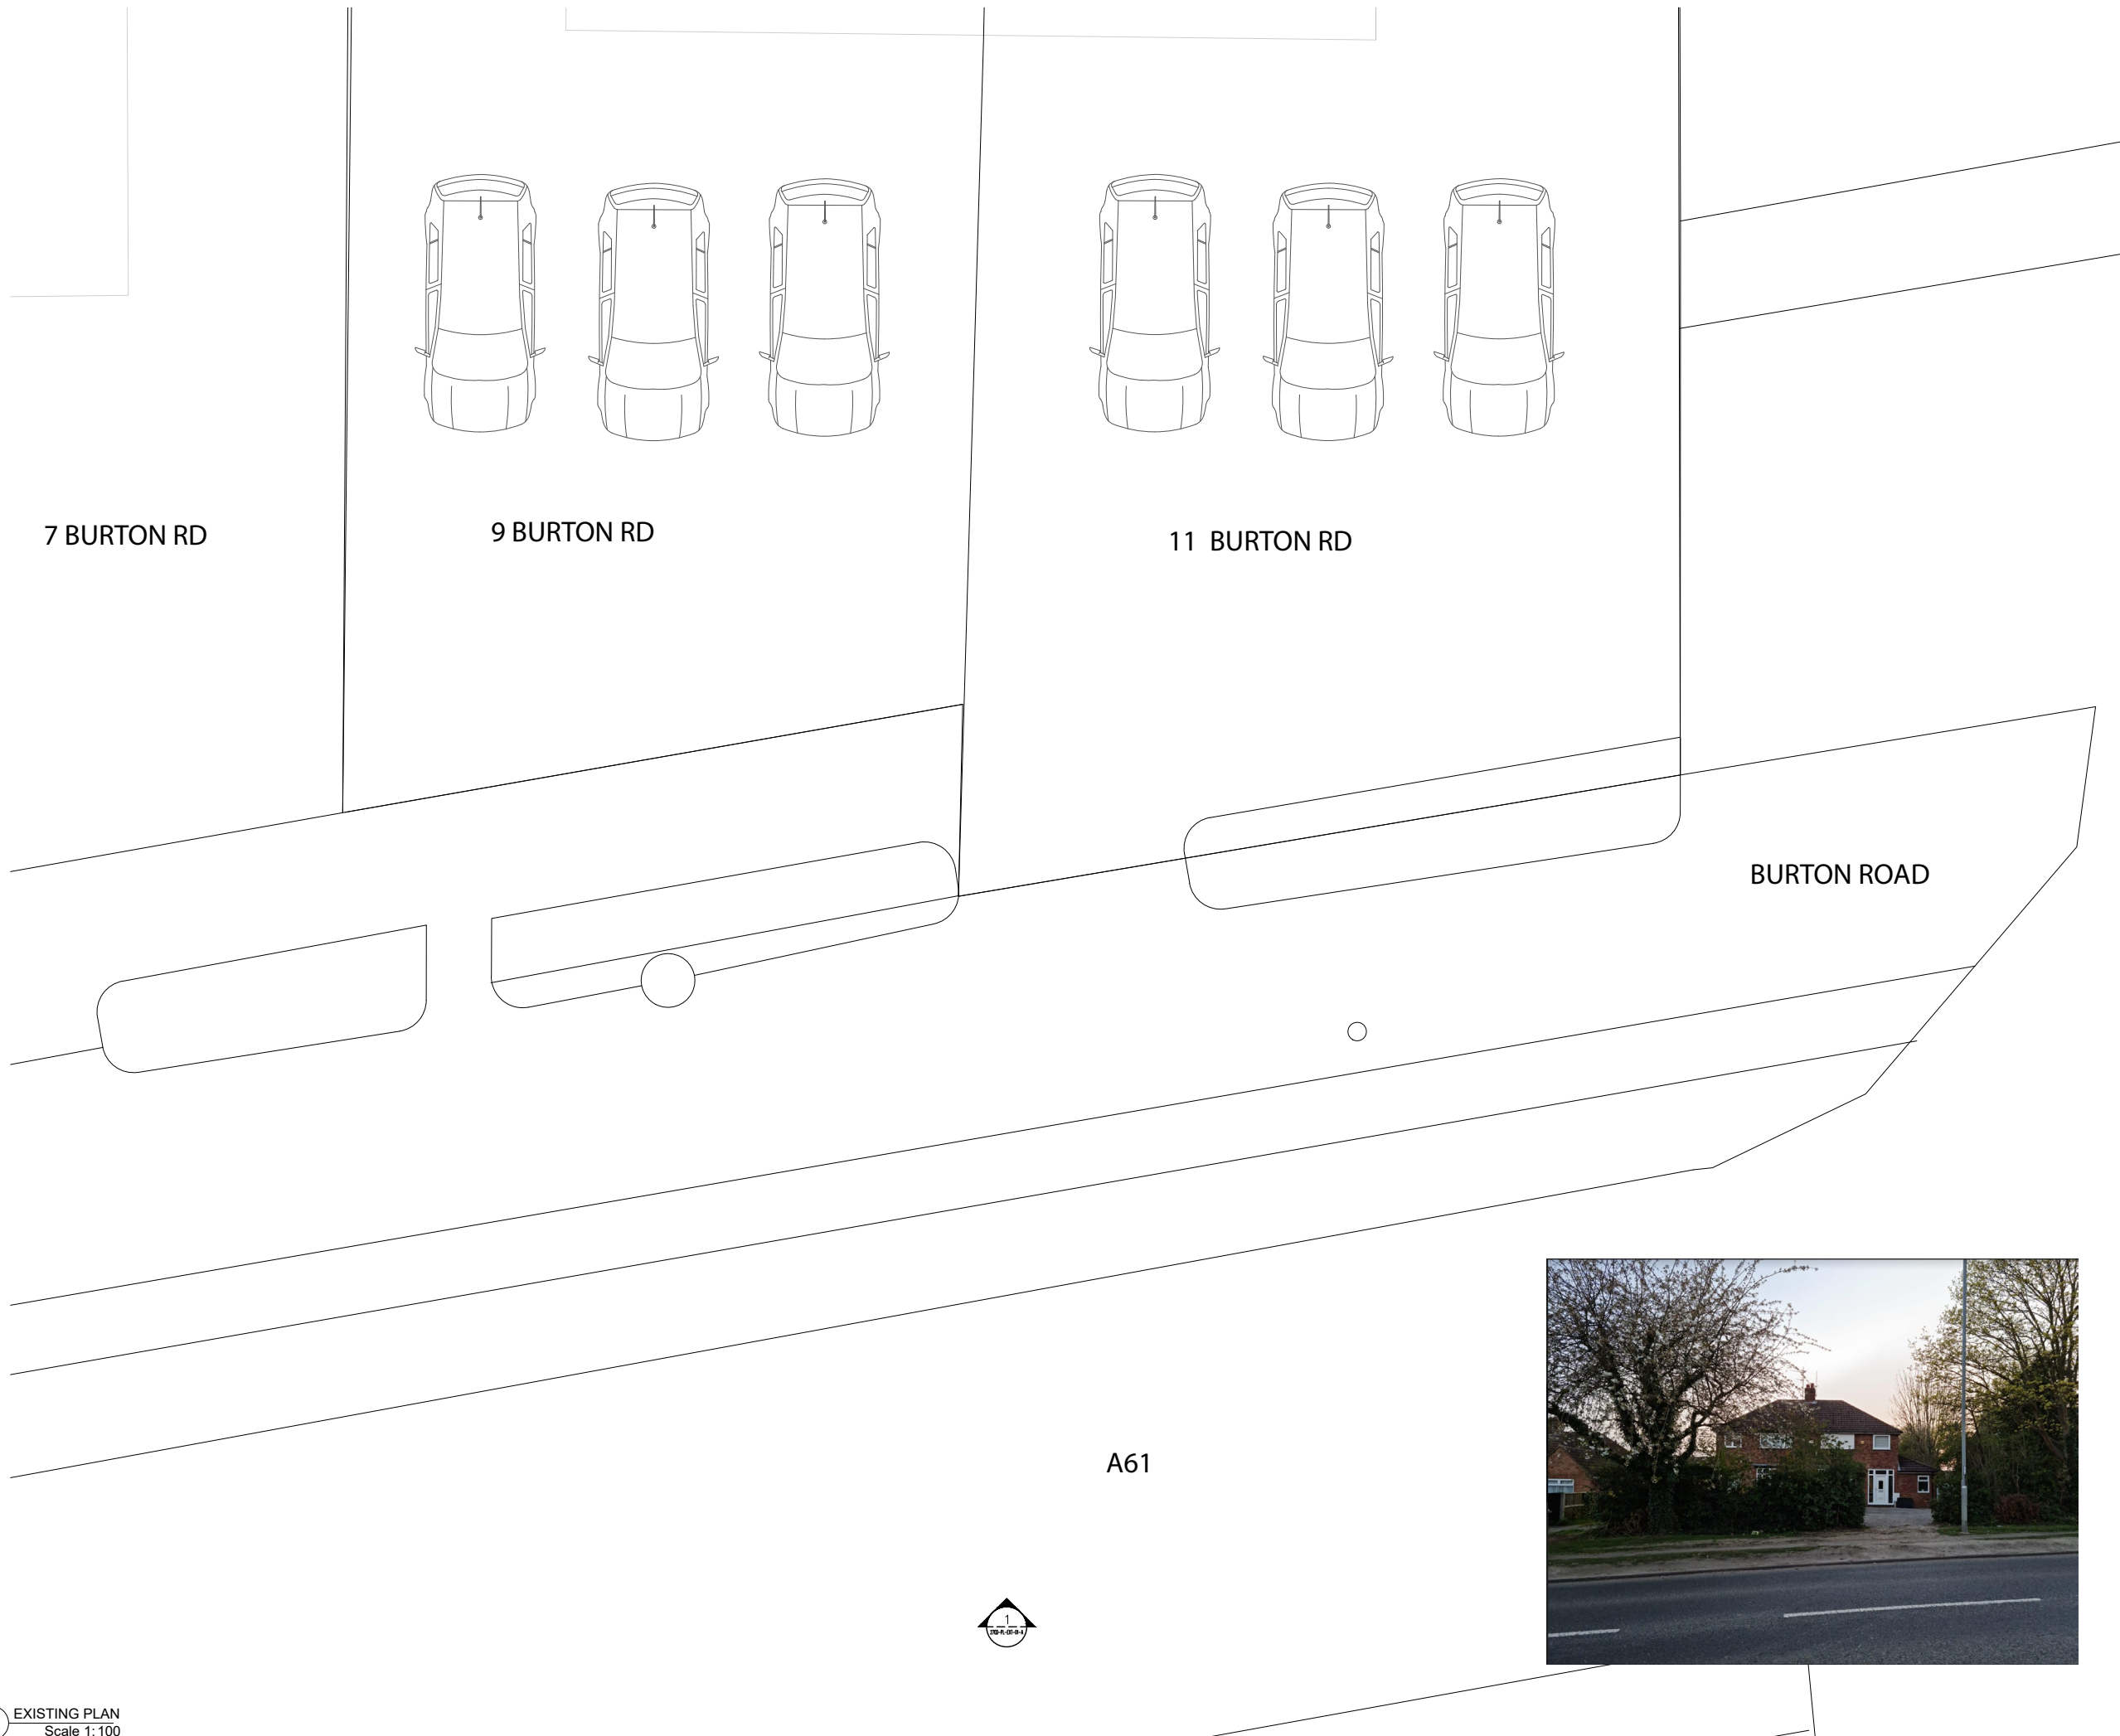 7 BURTON RD
9 BURTON RD
11 BURTON RD
BURTON ROAD
A61
1
EXISTING PLAN
Scale 1:100